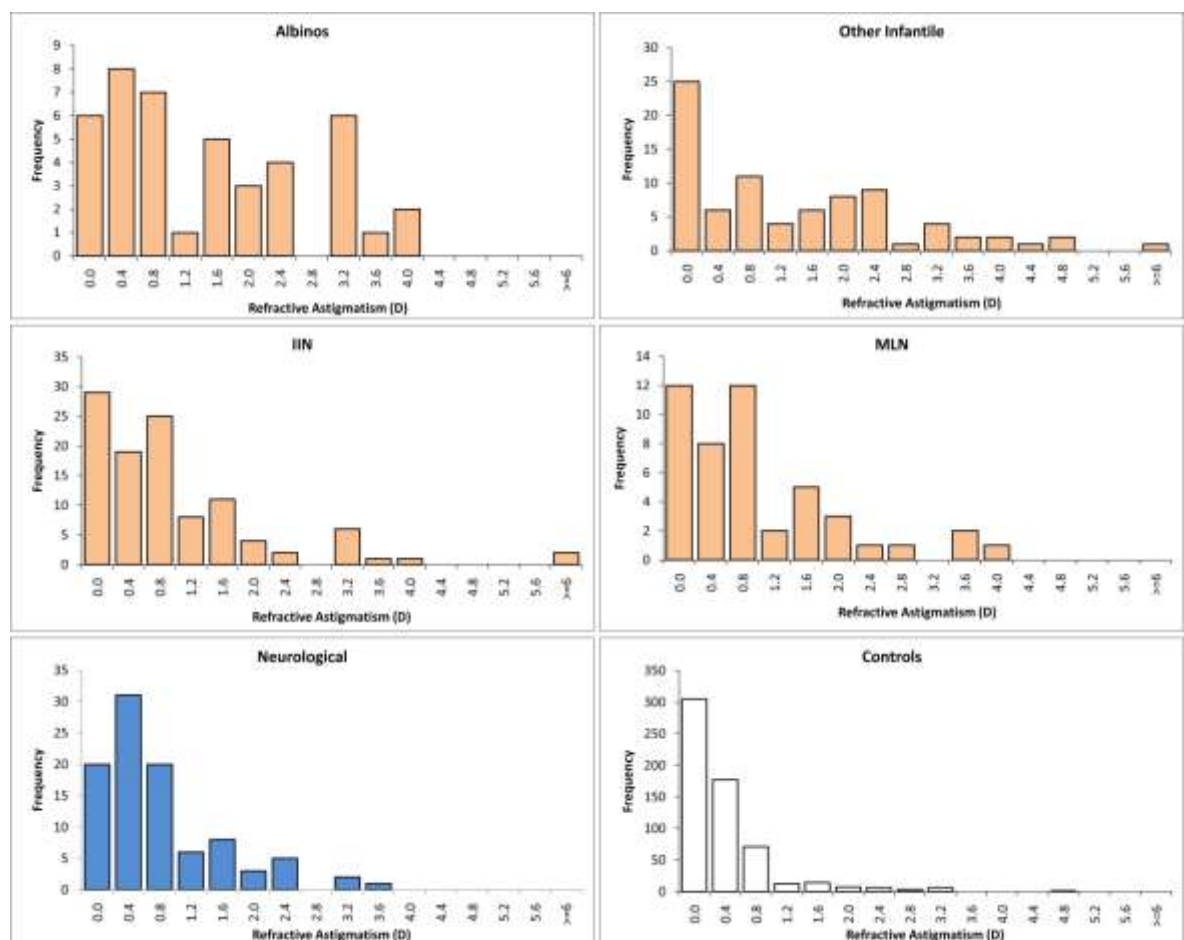 Albinos
Frequency
9
8
7
6
5
4
3
2
1
0
0.0 0.4 0.8 1.2 1.6 2.0 2.4 2.8 3.2 3.6 4.0 4.4 4.8 5.2 5.6 >=6
Refractive Astigmatism (D)
Other Infantile
Frequency
30
25
20
15
10
5
0
0.0 0.4 0.8 1.2 1.6 2.0 2.4 2.8 3.2 3.6 4.0 4.4 4.8 5.2 5.6 >=6
Refractive Astigmatism (D)
IIN
Frequency
35
30
25
20
15
10
5
0
0.0 0.4 0.8 1.2 1.6 2.0 2.4 2.8 3.2 3.6 4.0 4.4 4.8 5.2 5.6 >=6
Refractive Astigmatism (D)
MLN
Frequency
14
12
10
8
6
4
2
0
0.0 0.4 0.8 1.2 1.6 2.0 2.4 2.8 3.2 3.6 4.0 4.4 4.8 5.2 5.6 >=6
Refractive Astigmatism (D)
Neurological
Frequency
35
30
25
20
15
10
5
0
0.0 0.4 0.8 1.2 1.6 2.0 2.4 2.8 3.2 3.6 4.0 4.4 4.8 5.2 5.6 >=6
Refractive Astigmatism (D)
Controls
Frequency
350
300
250
200
150
100
50
0
0.0 0.4 0.8 1.2 1.6 2.0 2.4 2.8 3.2 3.6 4.0 4.4 4.8 5.2 5.6 >=6
Refractive Astigmatism (D)